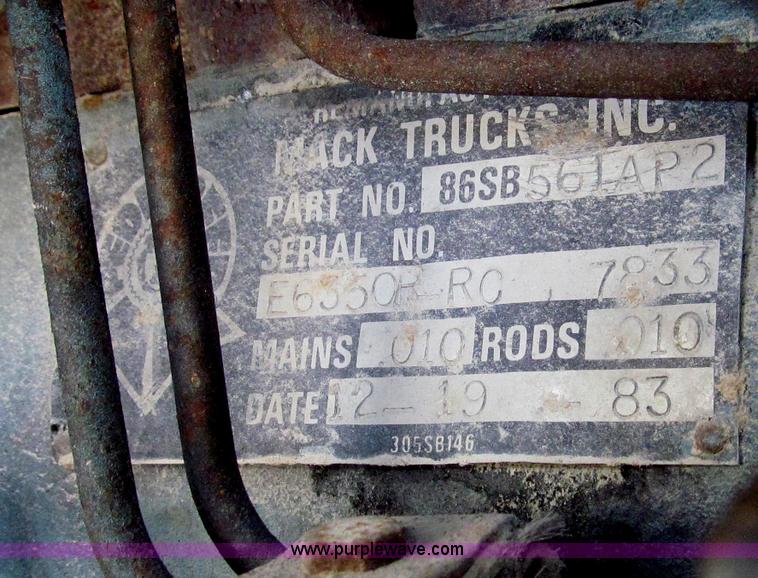 MACK TRUCKS INC.
PART NO. 86SB561AP2
SERIAL NO.
E6350R-RC, 7833
MAINS .010 RODS .010
DATE 12-19-83
305SB146
www.purplewave.com